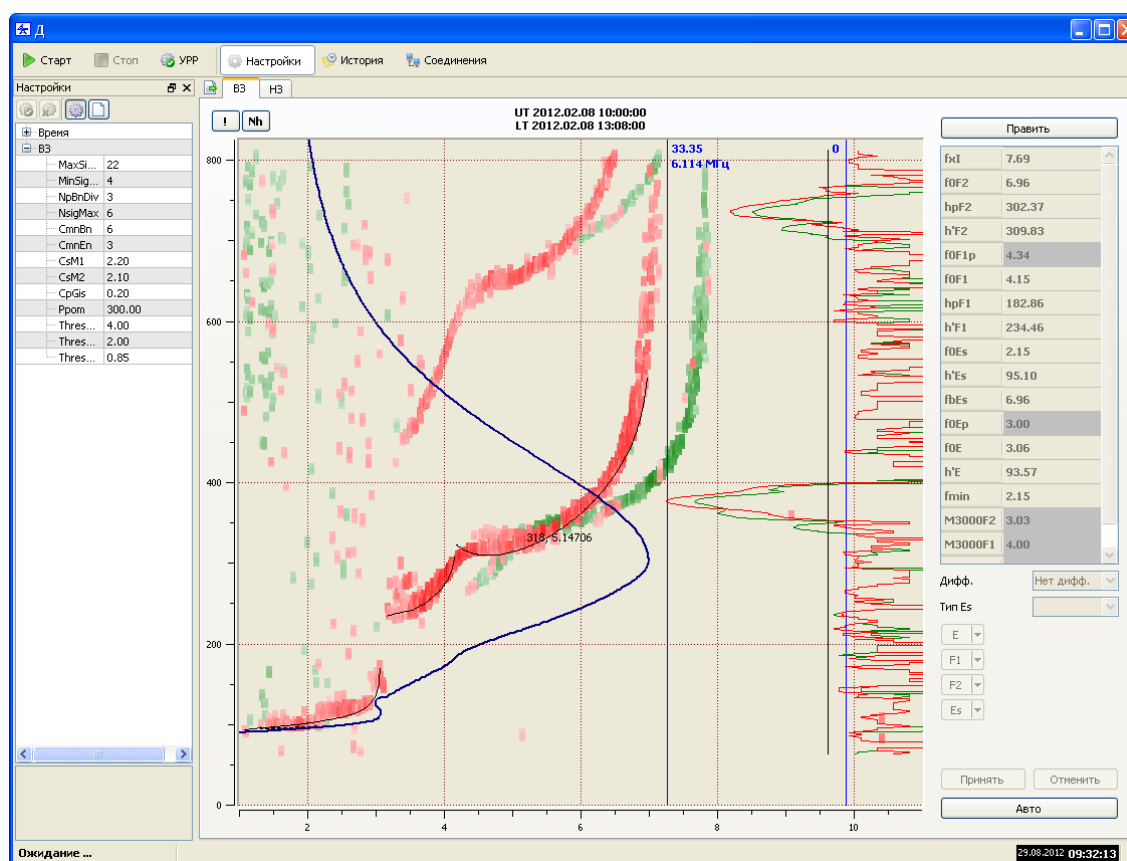 Д
Старт Стоп УРР Настройки История Соединения
Настройки
ВЗ НЗ
! Nh
UT 2012.02.08 10:00:00
LT 2012.02.08 13:08:00
Время
ВЗ
MaxSi... 22
MinSig... 4
NpBnDiv 3
NsigMax 6
CmnBn 6
CmnEn 3
CsM1 2.20
CsM2 2.10
CpGis 0.20
Ppom 300.00
Thres... 4.00
Thres... 2.00
Thres... 0.85
33.35
6.114 МГц
0
318, 5.14706
800
600
400
200
0
2 4 6 8 10
Править
fxI 7.69
f0F2 6.96
hpF2 302.37
h'F2 309.83
f0F1p 4.34
f0F1 4.15
hpF1 182.86
h'F1 234.46
f0Es 2.15
h'Es 95.10
fbEs 6.96
f0Ep 3.00
f0E 3.06
h'E 93.57
fmin 2.15
M3000F2 3.03
M3000F1 4.00
Дифф. Нет дифф.
Тип Es
E
F1
F2
Es
Принять Отменить
Авто
Ожидание ...
29.08.2012 09:32:13